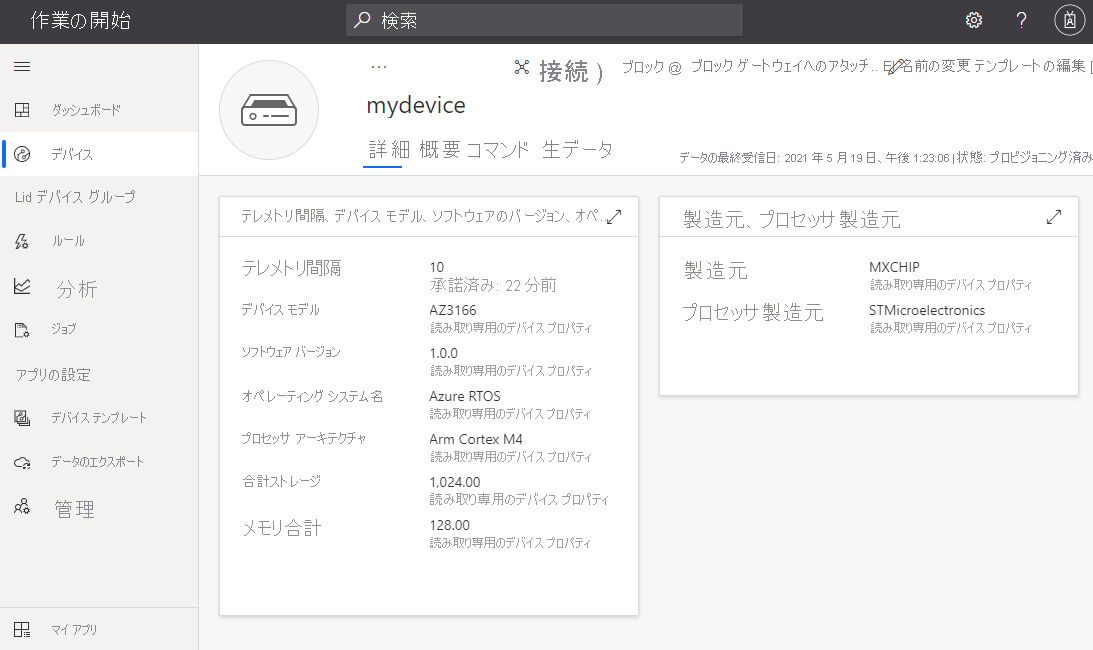 作業の開始
検索
ダッシュボード
デバイス
Lid デバイス グループ
ルール
分析
ジョブ
アプリの設定
デバイス テンプレート
データのエクスポート
管理
マイ アプリ
...
接続 )
ブロック @ ブロック ゲートウェイへのアタッチ.. E 名前の変更 テンプレートの編集 [
mydevice
詳細 概要 コマンド 生データ
データの最終受信日: 2021 年 5 月 19 日、午後 1:23:06 | 状態: プロビジョニング済み
テレメトリ間隔、デバイス モデル、ソフトウェアのバージョン、オペ...
テレメトリ間隔
10
承諾済み: 22 分前
デバイス モデル
AZ3166
読み取り専用のデバイス プロパティ
ソフトウェア バージョン
1.0.0
読み取り専用のデバイス プロパティ
オペレーティング システム名
Azure RTOS
読み取り専用のデバイス プロパティ
プロセッサ アーキテクチャ
Arm Cortex M4
読み取り専用のデバイス プロパティ
合計ストレージ
1,024.00
読み取り専用のデバイス プロパティ
メモリ合計
128.00
読み取り専用のデバイス プロパティ
製造元、プロセッサ製造元
製造元
MXCHIP
読み取り専用のデバイス プロパティ
プロセッサ製造元
STMicroelectronics
読み取り専用のデバイス プロパティ